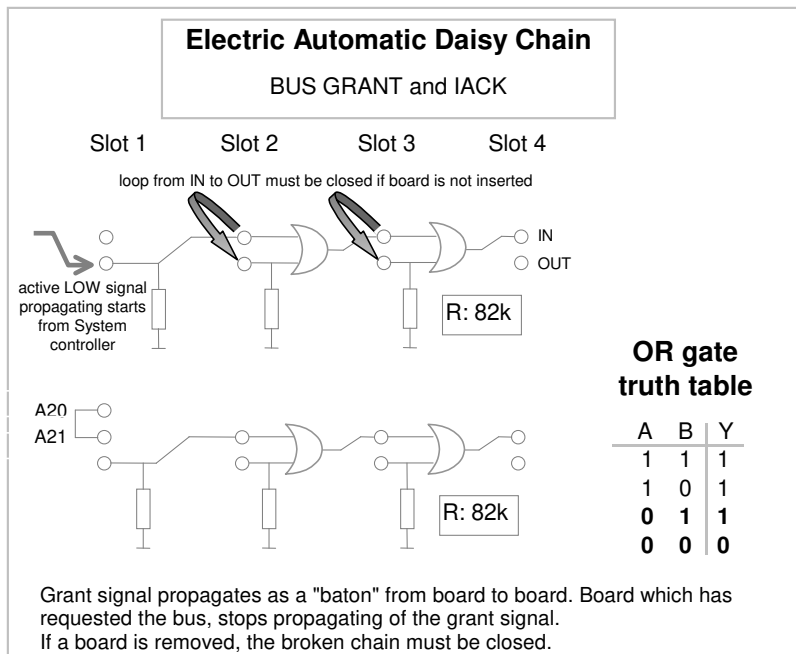 Electric Automatic Daisy Chain
BUS GRANT and IACK
Slot 1 Slot 2 Slot 3 Slot 4
loop from IN to OUT must be closed if board is not inserted
IN
OUT
active LOW signal
propagating starts
from System
controller
R: 82k
OR gate
truth table
A B Y
1 1 1
1 0 1
0 1 1
0 0 0
A20
A21
R: 82k
Grant signal propagates as a "baton" from board to board. Board which has
requested the bus, stops propagating of the grant signal.
If a board is removed, the broken chain must be closed.